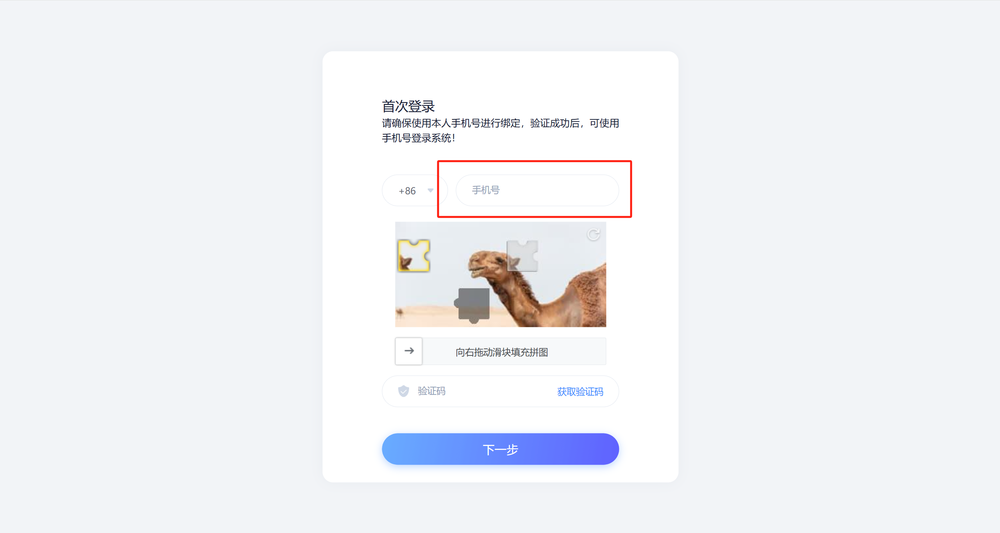 首次登录
请确保使用本人手机号进行绑定，验证成功后，可使用
手机号登录系统！
+86
手机号
向右拖动滑块填充拼图
验证码
获取验证码
下一步